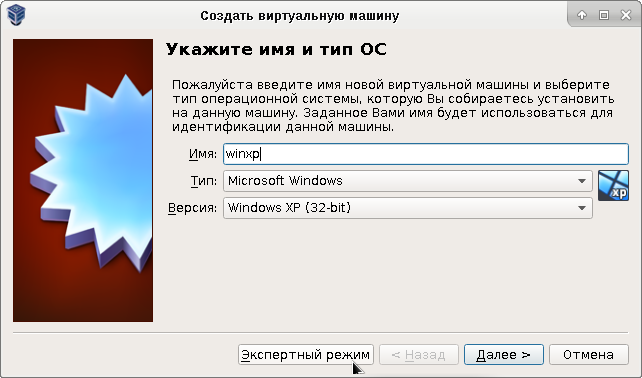 Создать виртуальную машину
Укажите имя и тип ОС
Пожалуйста введите имя новой виртуальной машины и выберите
тип операционной системы, которую Вы собираетесь установить
на данную машину. Заданное Вами имя будет использоваться для
идентификации данной машины.
Имя: winxp
Тип: Microsoft Windows
xp
Версия: Windows XP (32-bit)
Экспертный режим < Назад Далее > Отмена